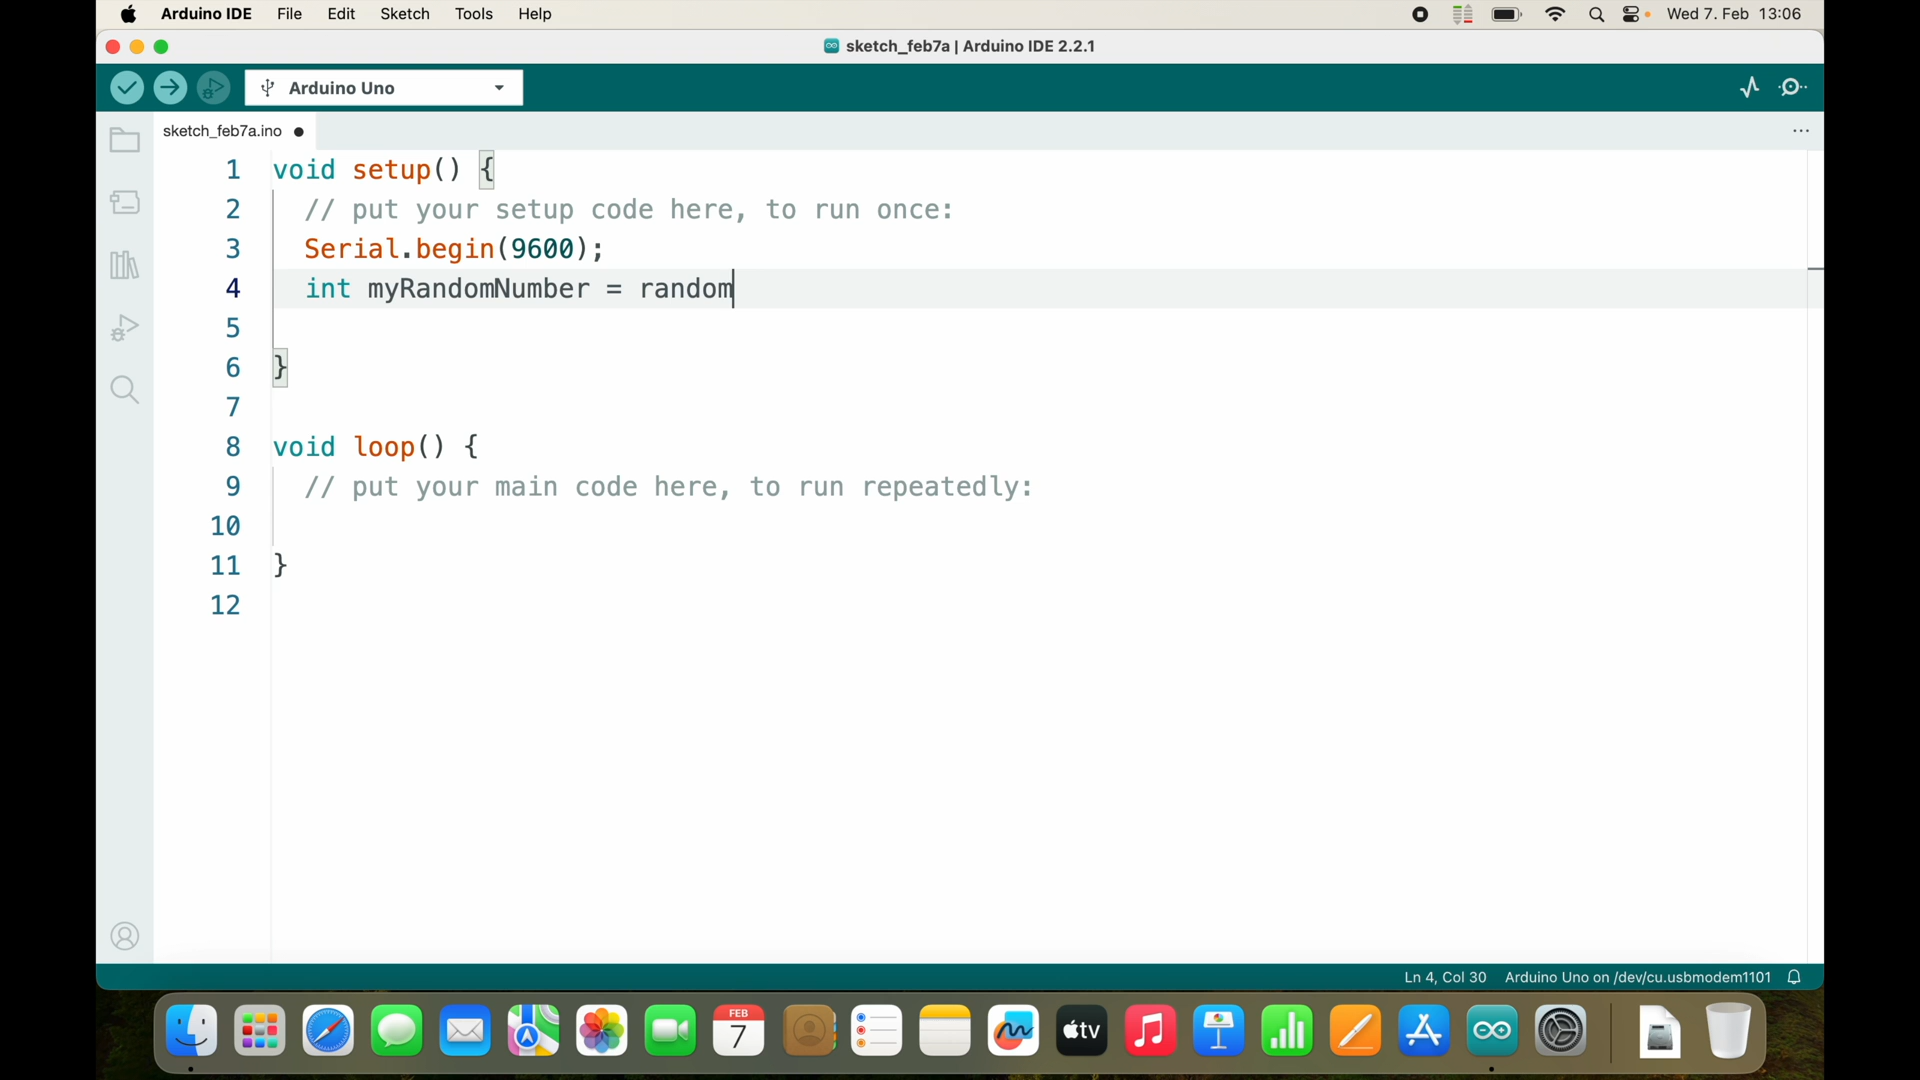 Arduino IDE File Edit Sketch Tools Help Wed 7. Feb 13:06
sketch_feb7a | Arduino IDE 2.2.1
Arduino Uno
sketch_feb7a.ino
1 void setup() {
2 // put your setup code here, to run once:
3 Serial.begin(9600);
4 int myRandomNumber = random
5
6 }
7
8 void loop() {
9 // put your main code here, to run repeatedly:
10
11 }
12
Ln 4, Col 30 Arduino Uno on /dev/cu.usbmodem1101
FEB
7
tv